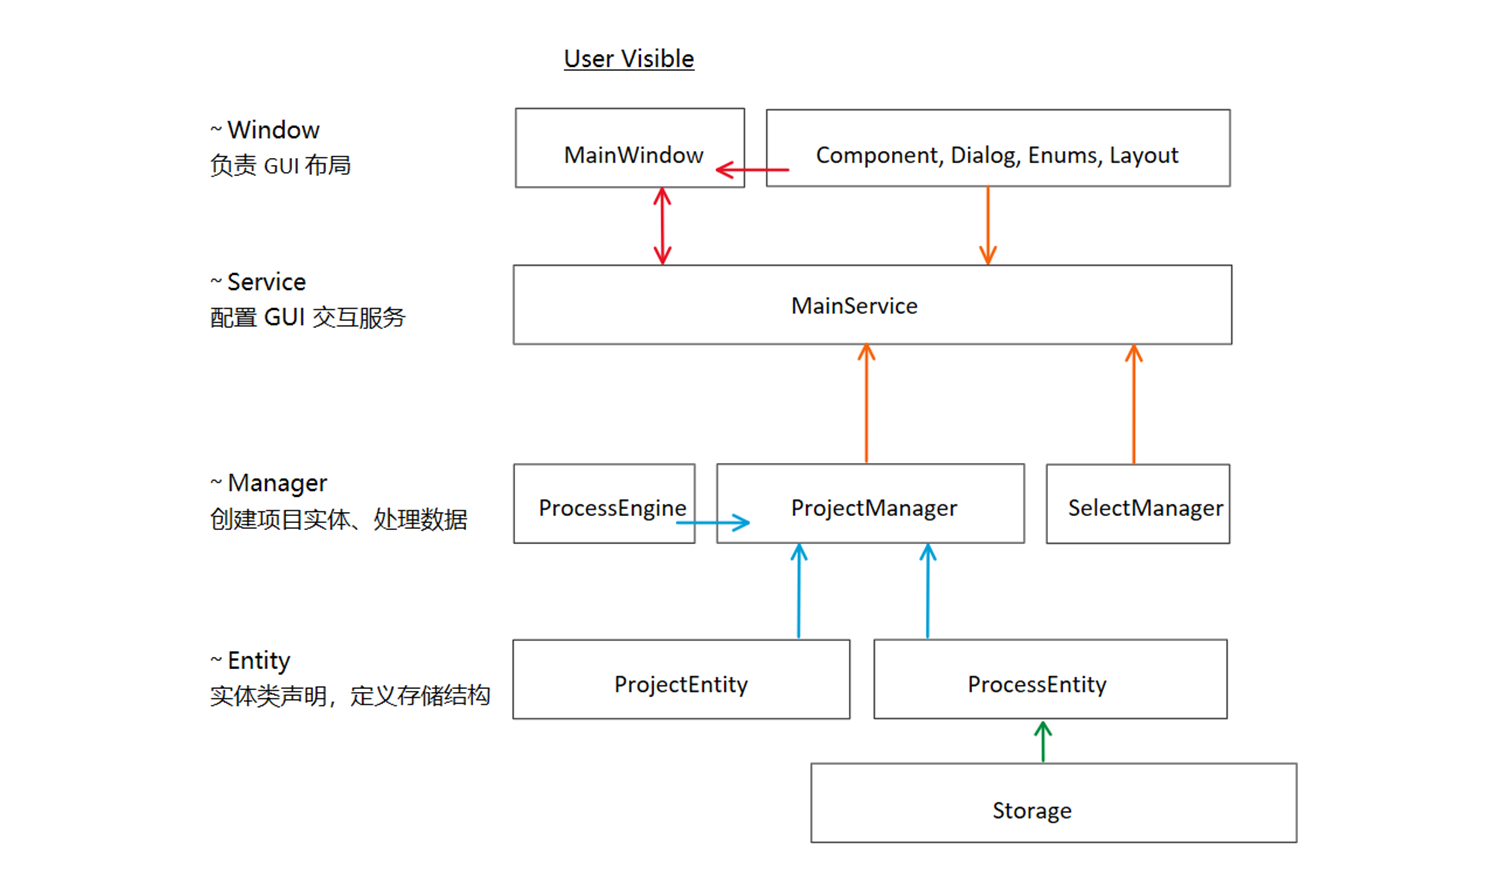 User Visible
~ Window
负责 GUI 布局
MainWindow
Component, Dialog, Enums, Layout
~ Service
配置 GUI 交互服务
MainService
~ Manager
创建项目实体、处理数据
ProcessEngine
ProjectManager
SelectManager
~ Entity
实体类声明，定义存储结构
ProjectEntity
ProcessEntity
Storage